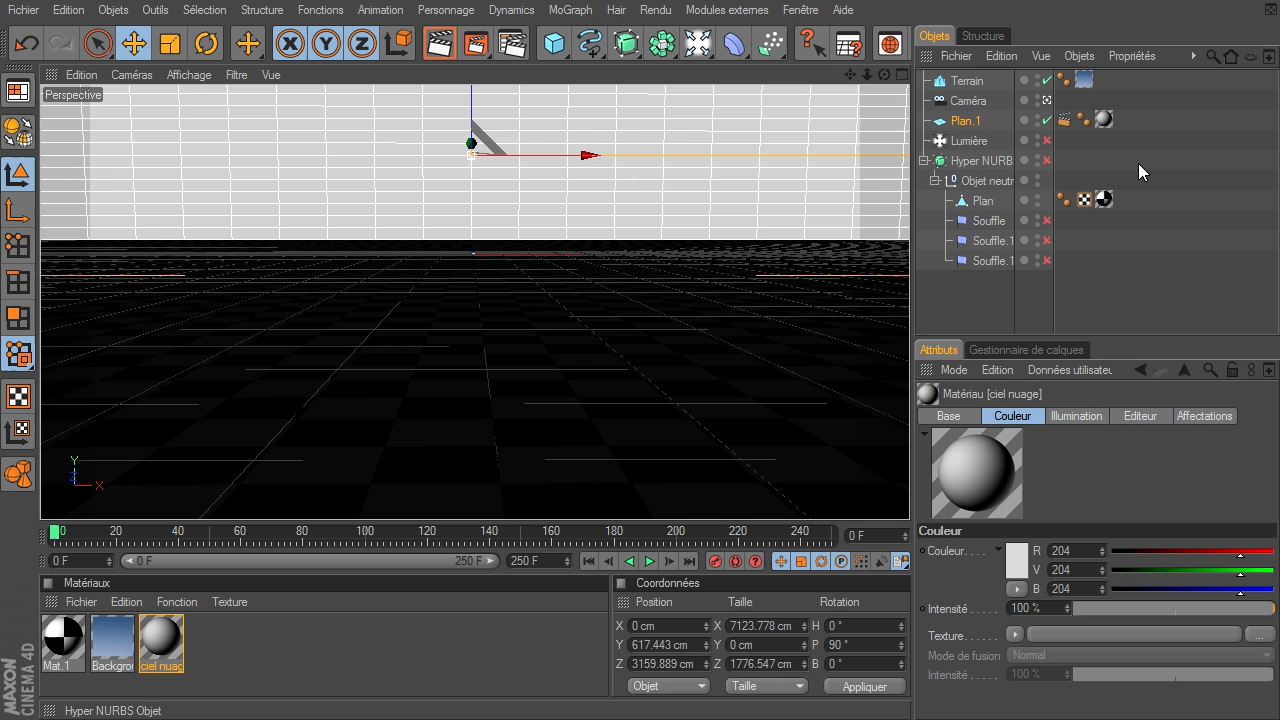 Fichier Edition Objets Outils Sélection Structure Fonctions Animation Personnage Dynamics MoGraph Hair Rendu Modules externes Fenêtre Aide
Edition Caméras Affichage Filtre Vue
Perspective
Y
Z
X
0 20 40 60 80 100 120 140 160 180 200 220 240
0 F
0 F
0 F
250 F
250 F
Matériaux
Fichier Edition Fonction Texture
Mat.1
Backgrou
ciel nuag
Coordonnées
Position Taille Rotation
X 0 cm X 7123.778 cm H 0 °
Y 617.443 cm Y 0 cm P 90 °
Z 3159.889 cm Z 1776.547 cm B 0 °
Objet Taille Appliquer
MAXON
CINEMA 4D
Hyper NURBS Objet
Objets Structure
Fichier Edition Vue Objets Propriétés
Terrain
Caméra
Plan.1
Lumière
Hyper NURB
Objet neutr
Plan
Souffle
Souffle.1
Souffle.1
Attributs Gestionnaire de calques
Mode Edition Données utilisateu
Matériau [ciel nuage]
Base Couleur Illumination Editeur Affectations
Couleur
Couleur. . . . R 204
V 204
B 204
Intensité . . . . . 100 %
Texture. . . . . . ...
Mode de fusion Normal
Intensité . . . . . 100 %